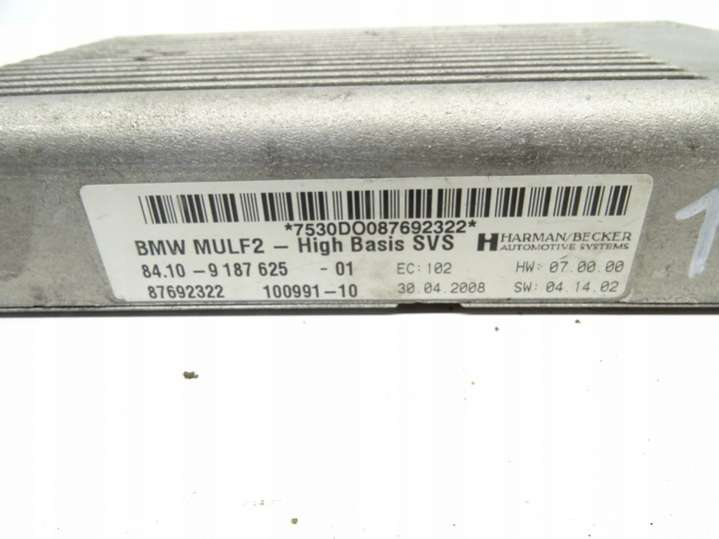 *7530DO087692322*
BMW MULF2 – High Basis SVS
HARMAN/BECKER
AUTOMOTIVE SYSTEMS
84.10 - 9 187 625 - 01 EC: 102 HW: 07.00.00
87692322 100991-10 30.04.2008 SW: 04.14.02
1